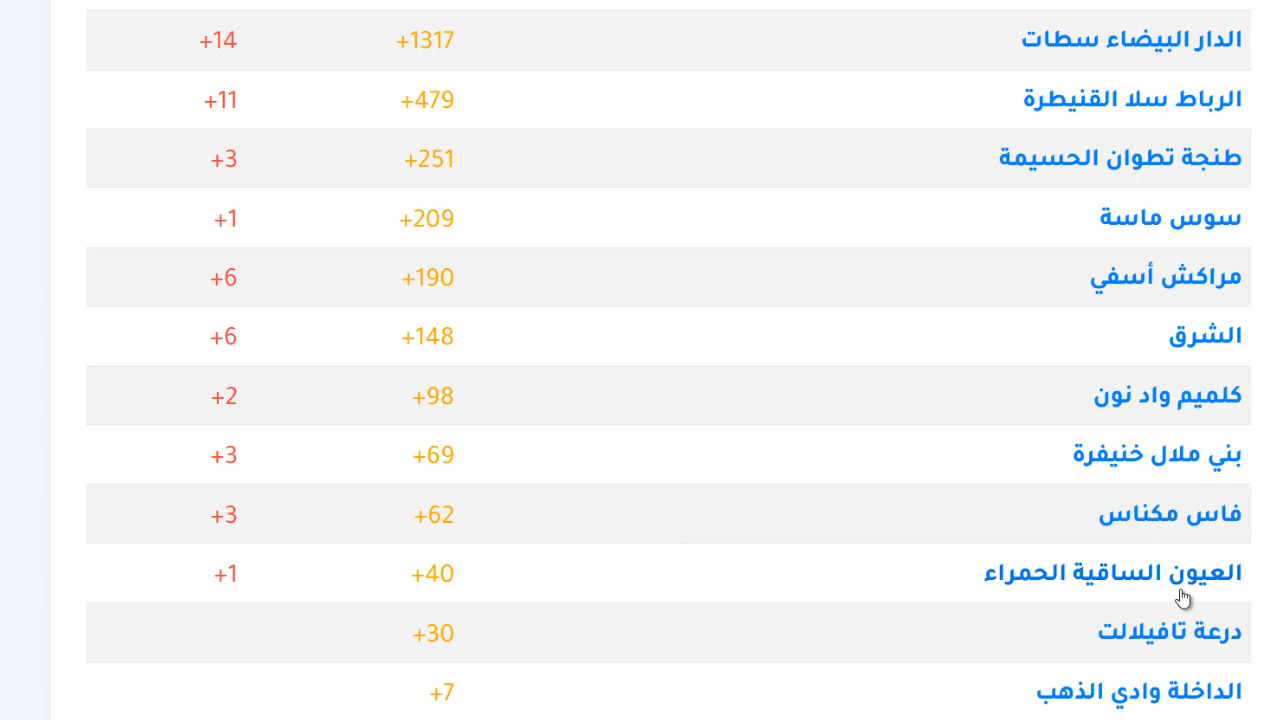 الدار البيضاء سطات +1317 +14
الرباط سلا القنيطرة +479 +11
طنجة تطوان الحسيمة +251 +3
سوس ماسة +209 +1
مراكش أسفي +190 +6
الشرق +148 +6
كلميم واد نون +98 +2
بني ملال خنيفرة +69 +3
فاس مكناس +62 +3
العيون الساقية الحمراء +40 +1
درعة تافيلالت +30
الداخلة وادي الذهب +7